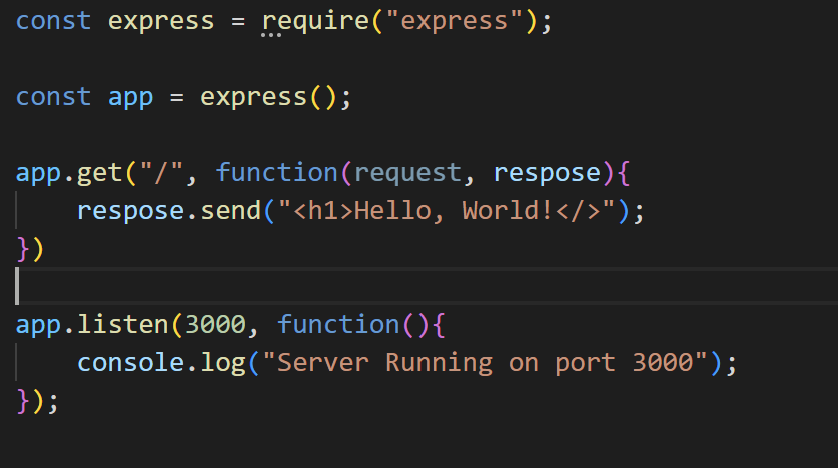 const express = require("express");
const app = express();
app.get("/", function(request, respose){
    respose.send("<h1>Hello, World!</>");
})
app.listen(3000, function(){
    console.log("Server Running on port 3000");
});